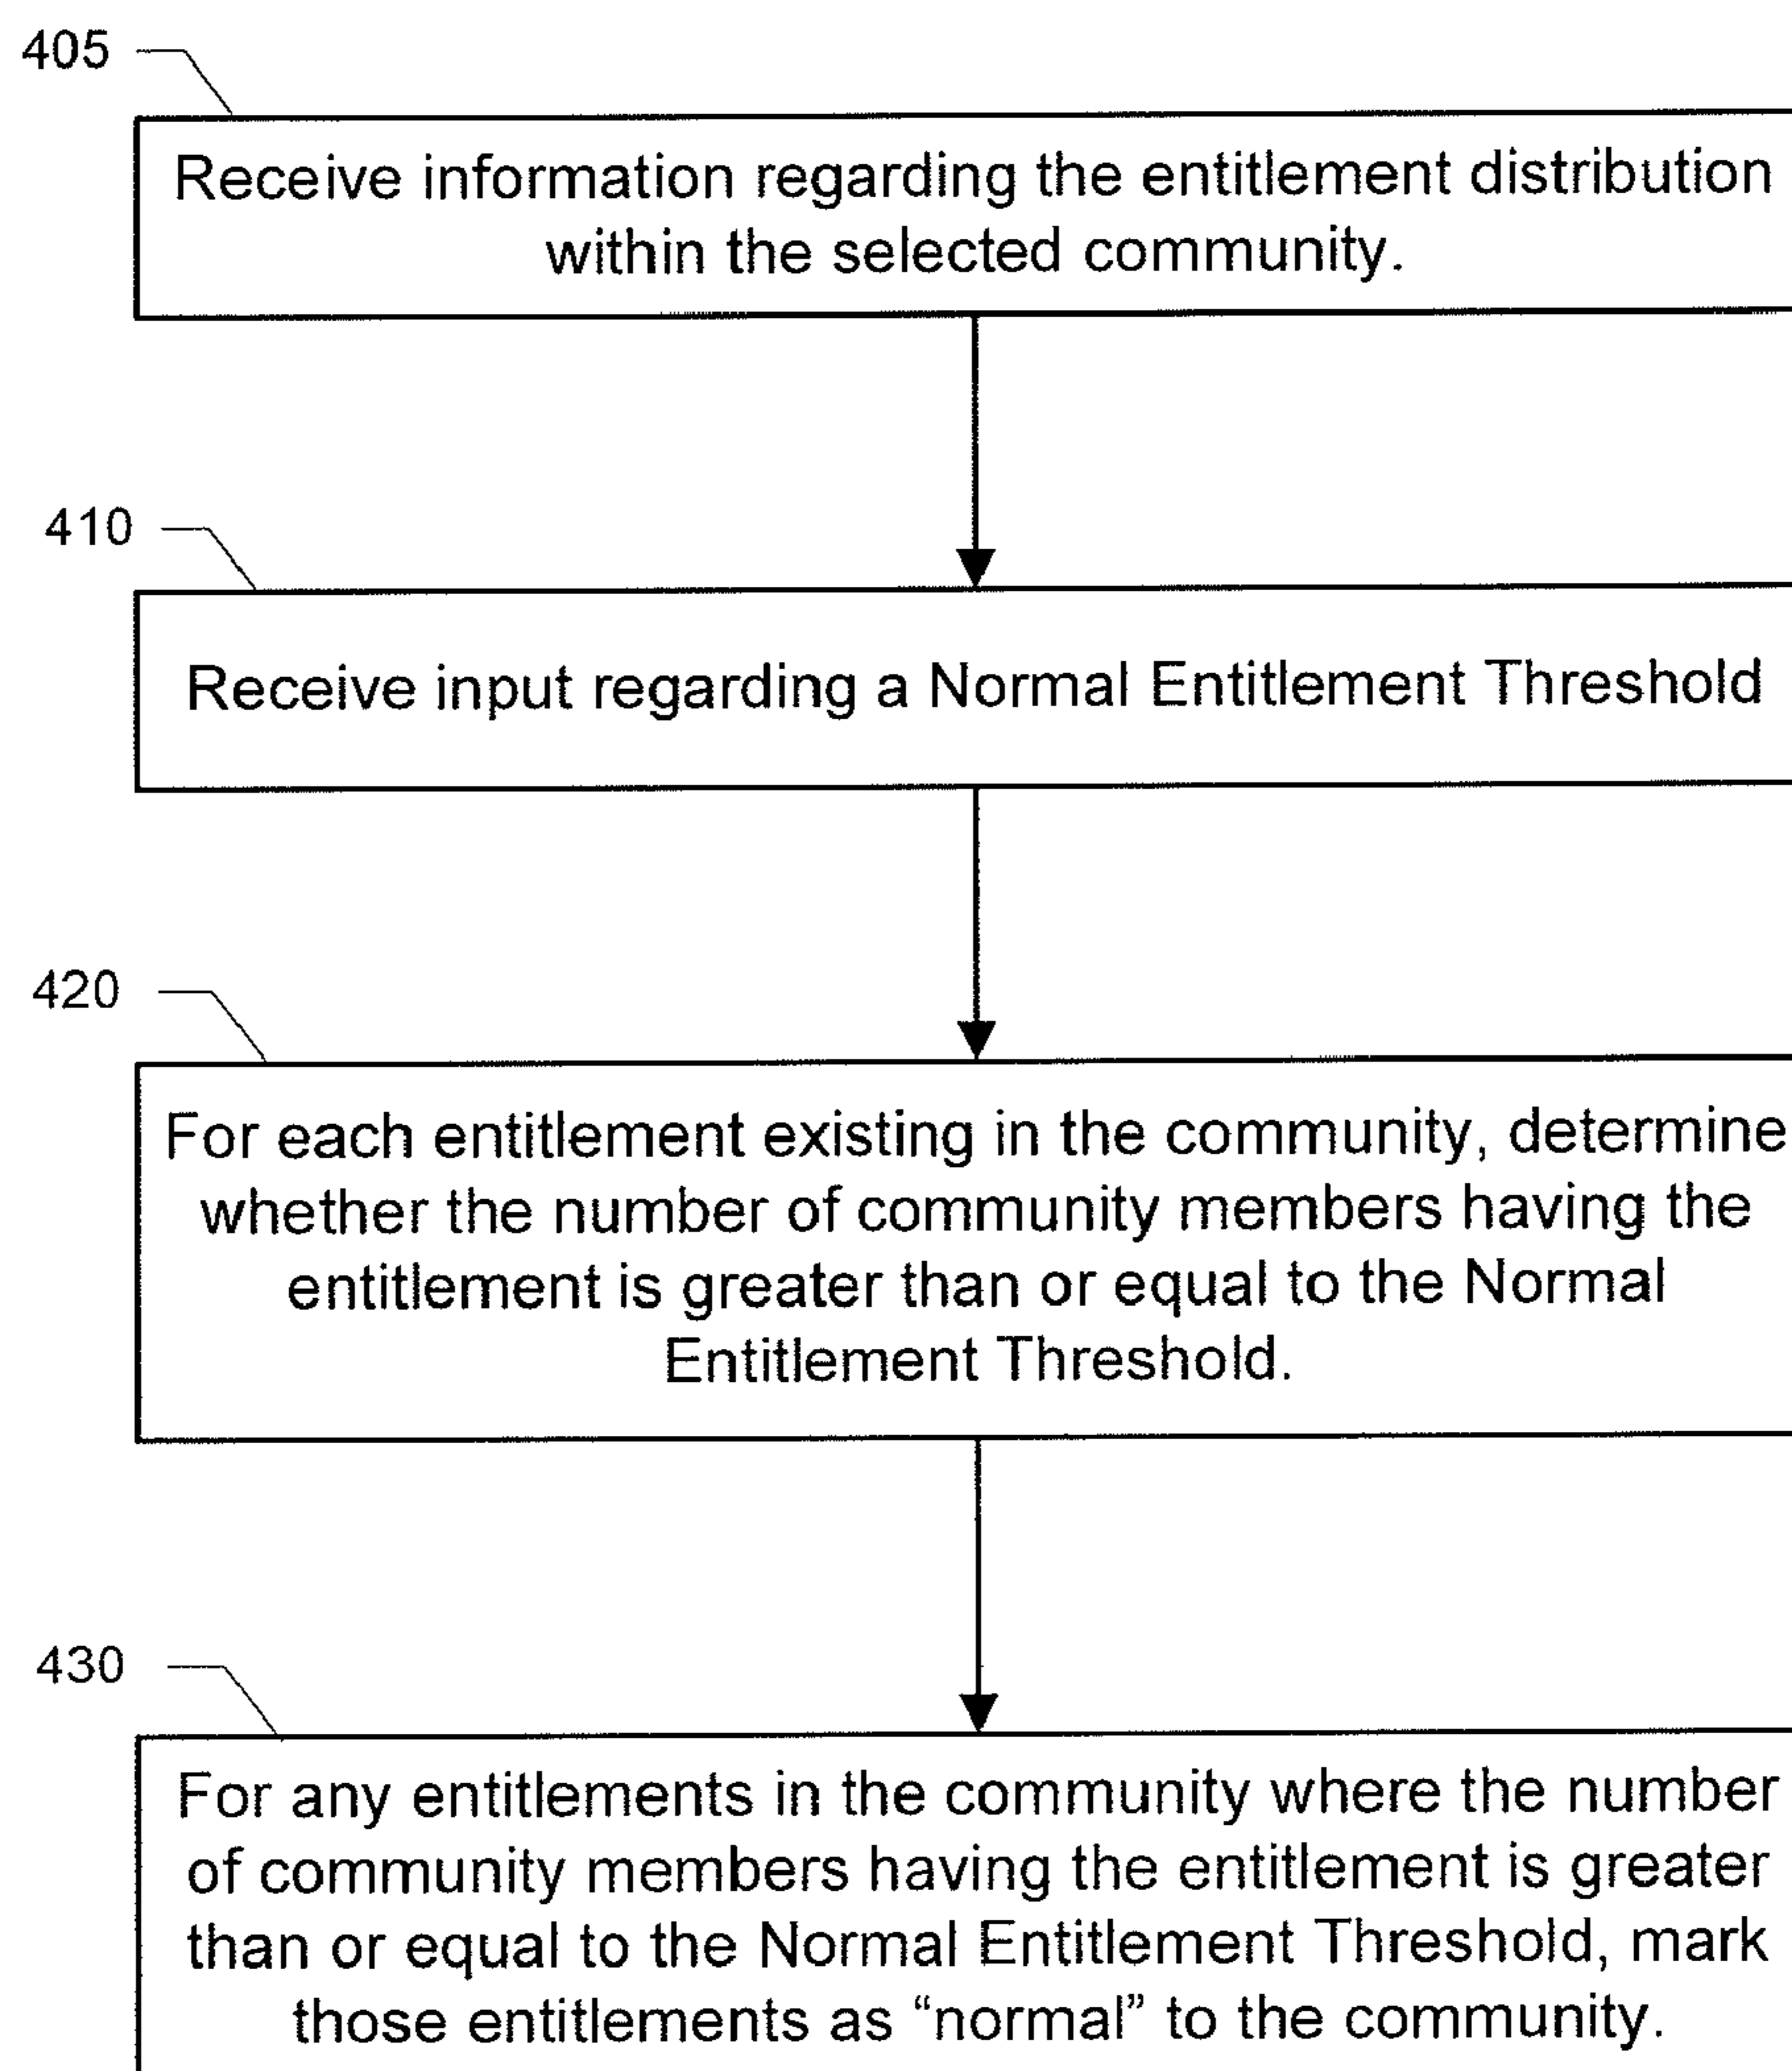 405
Receive information regarding the entitlement distribution
within the selected community.
410
Receive input regarding a Normal Entitlement Threshold
420
For each entitlement existing in the community, determine
whether the number of community members having the
entitlement is greater than or equal to the Normal
Entitlement Threshold.
430
For any entitlements in the community where the number
of community members having the entitlement is greater
than or equal to the Normal Entitlement Threshold, mark
those entitlements as “normal” to the community.